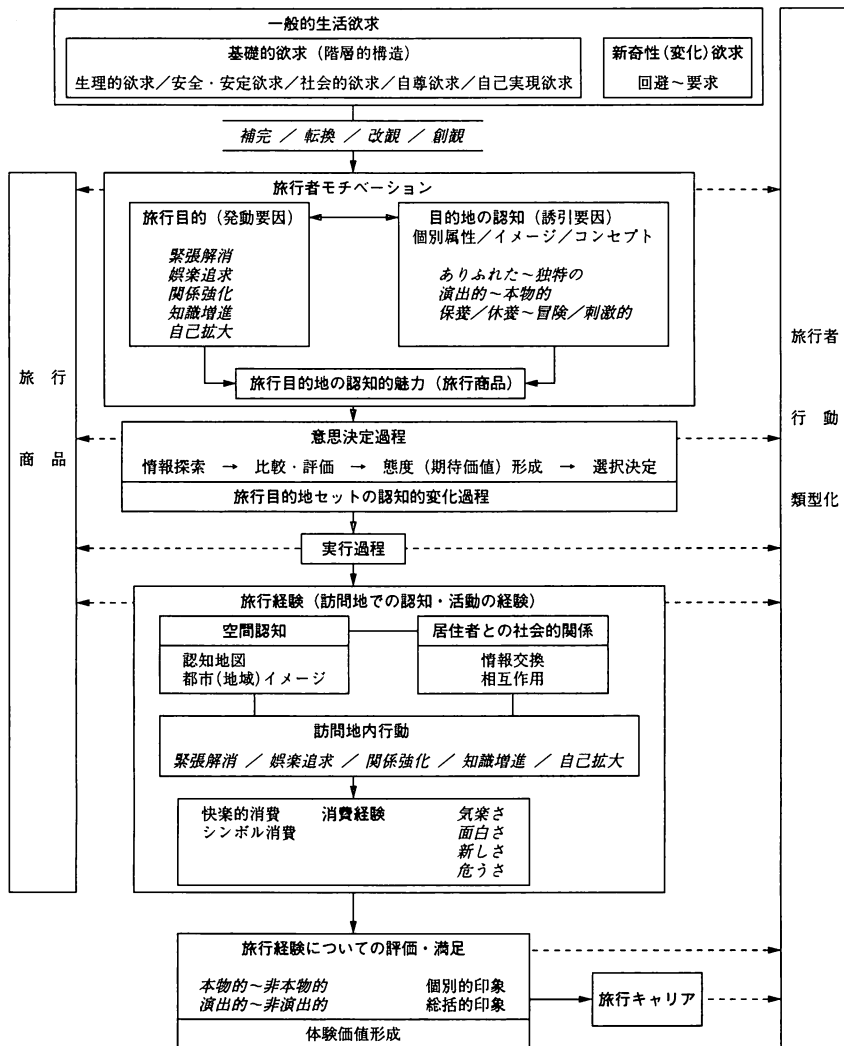 一般的生活欲求
基礎的欲求（階層的構造）
生理的欲求／安全・安定欲求／社会的欲求／自尊欲求／自己実現欲求
新奇性（変化）欲求
回避～要求
補完 ／ 転換 ／ 改観 ／ 創観
旅行者モチベーション
旅行目的（発動要因）
緊張解消
娯楽追求
関係強化
知識増進
自己拡大
目的地の認知（誘引要因）
個別属性／イメージ／コンセプト
ありふれた～独特の
演出的～本物的
保養／休養～冒険／刺激的
旅行目的地の認知的魅力（旅行商品）
意思決定過程
情報探索 → 比較・評価 → 態度（期待価値）形成 → 選択決定
旅行目的地セットの認知的変化過程
実行過程
旅行経験（訪問地での認知・活動の経験）
空間認知
認知地図
都市（地域）イメージ
居住者との社会的関係
情報交換
相互作用
訪問地内行動
緊張解消 ／ 娯楽追求 ／ 関係強化 ／ 知識増進 ／ 自己拡大
快楽的消費 消費経験 気楽さ
シンボル消費 面白さ
新しさ
危うさ
旅行経験についての評価・満足
本物的～非本物的 個別的印象
演出的～非演出的 総括的印象
体験価値形成
旅行キャリア
旅行
商品
旅行者
行動
類型化